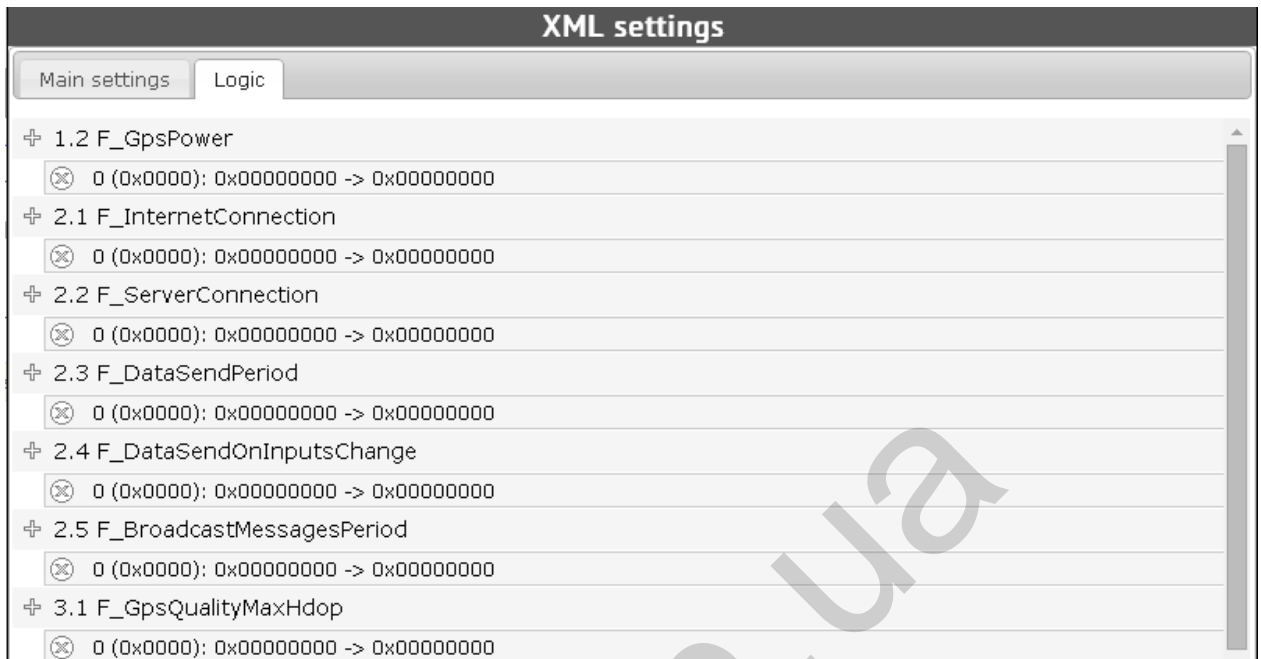 XML settings
Main settings
Logic
1.2 F_GpsPower
0 (0x0000): 0x00000000 -> 0x00000000
2.1 F_InternetConnection
0 (0x0000): 0x00000000 -> 0x00000000
2.2 F_ServerConnection
0 (0x0000): 0x00000000 -> 0x00000000
2.3 F_DataSendPeriod
0 (0x0000): 0x00000000 -> 0x00000000
2.4 F_DataSendOnInputsChange
0 (0x0000): 0x00000000 -> 0x00000000
2.5 F_BroadcastMessagesPeriod
0 (0x0000): 0x00000000 -> 0x00000000
3.1 F_GpsQualityMaxHdop
0 (0x0000): 0x00000000 -> 0x00000000
ua